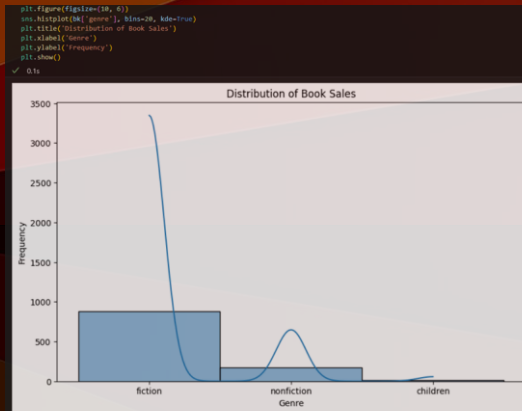 plt.figure(figsize=(10, 6))
sns.histplot(bk['genre'], bins=20, kde=True)
plt.title('Distribution of Book Sales')
plt.xlabel('Genre')
plt.ylabel('Frequency')
plt.show()
✓ 0.1s
Distribution of Book Sales
3500
3000
2500
2000
1500
1000
500
0
Frequency
fiction nonfiction children
Genre